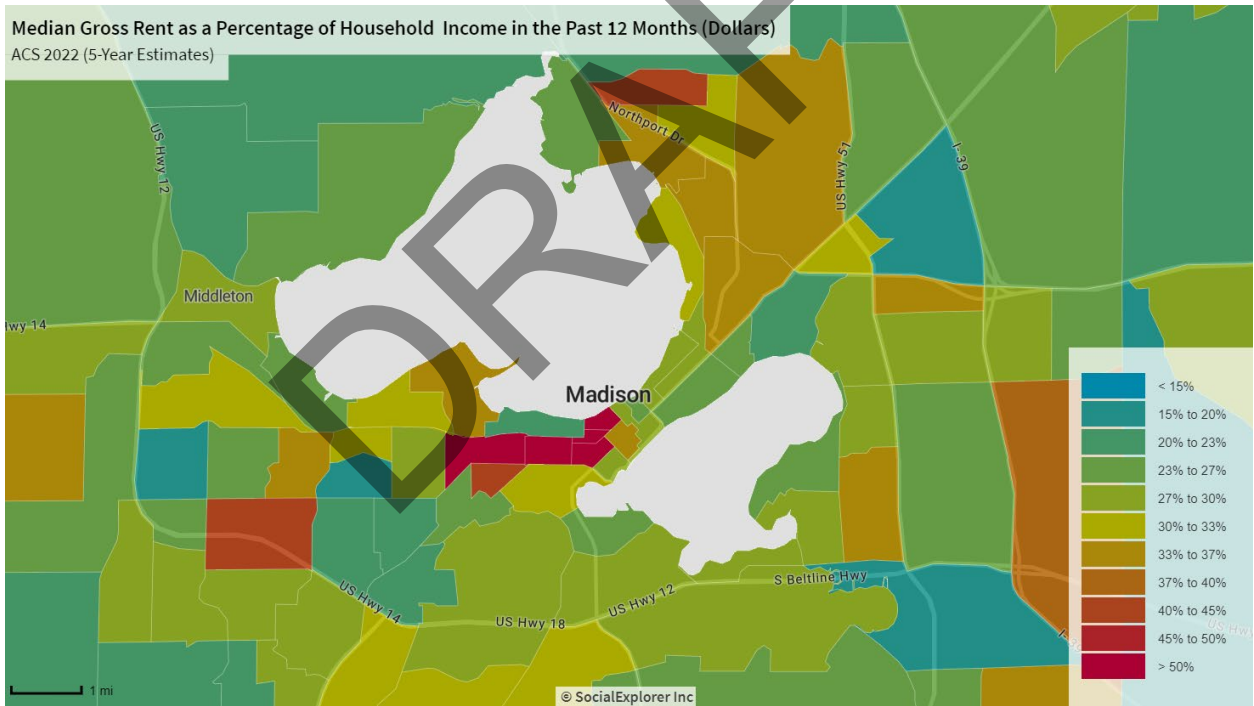 Median Gross Rent as a Percentage of Household Income in the Past 12 Months (Dollars)
ACS 2022 (5-Year Estimates)
US Hwy 12
Northport Dr
US Hwy 51
I-39
Middleton
Hwy 14
Madison
DRAFT
< 15%
15% to 20%
20% to 23%
23% to 27%
27% to 30%
30% to 33%
33% to 37%
37% to 40%
40% to 45%
45% to 50%
> 50%
S Beltline Hwy
US Hwy 14
US Hwy 12
US Hwy 18
US Hwy
1 mi
© SocialExplorer Inc